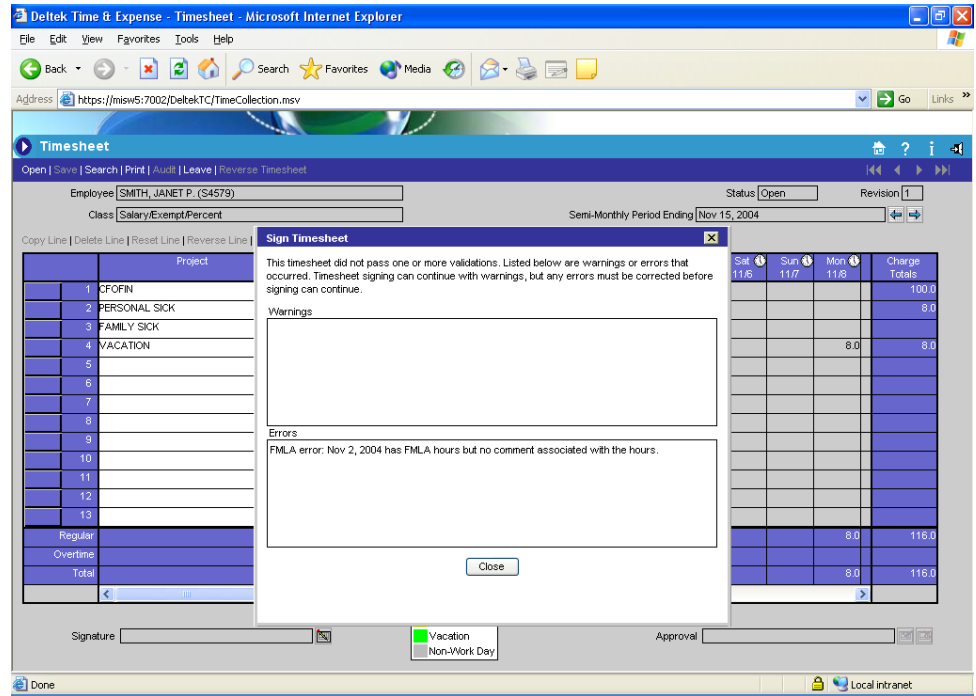 Deltek Time & Expense - Timesheet - Microsoft Internet Explorer
File Edit View Favorites Tools Help
Back Search Favorites Media
Address https://misw5:7002/DeltekTC/TimeCollection.msv Go Links »
Timesheet
Open | Save | Search | Print | Audit | Leave | Reverse Timesheet
Employee SMITH, JANET P. (S4579) Status Open Revision 1
Class Salary/Exempt/Percent Semi-Monthly Period Ending Nov 15, 2004
Copy Line | Delete Line | Reset Line | Reverse Line |
Sign Timesheet
This timesheet did not pass one or more validations. Listed below are warnings or errors that
occurred. Timesheet signing can continue with warnings, but any errors must be corrected before
signing can continue.
Warnings
Errors
FMLA error: Nov 2, 2004 has FMLA hours but no comment associated with the hours.
Close
Project Sat 11/6 Sun 11/7 Mon 11/8 Charge Totals
1 CFOFIN 100.0
2 PERSONAL SICK 8.0
3 FAMILY SICK
4 VACATION 8.0 8.0
5
6
7
8
9
10
11
12
13
Regular 8.0 116.0
Overtime
Total 8.0 116.0
Signature Vacation Approval
Non-Work Day
Done Local intranet